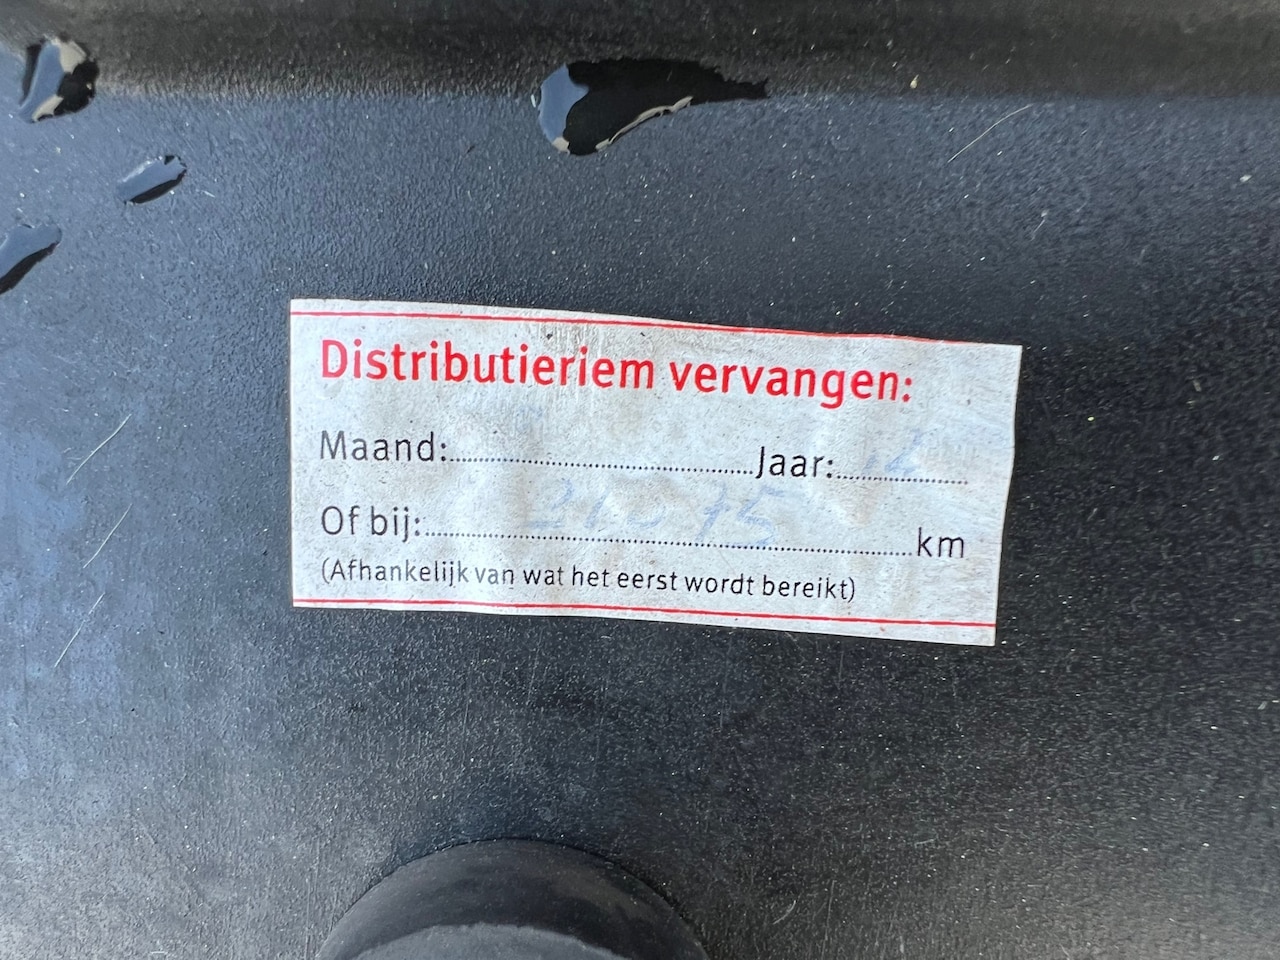 Distributieriem vervangen:
Maand:..............................Jaar:............
Of bij:..................................................km
(Afhankelijk van wat het eerst wordt bereikt)